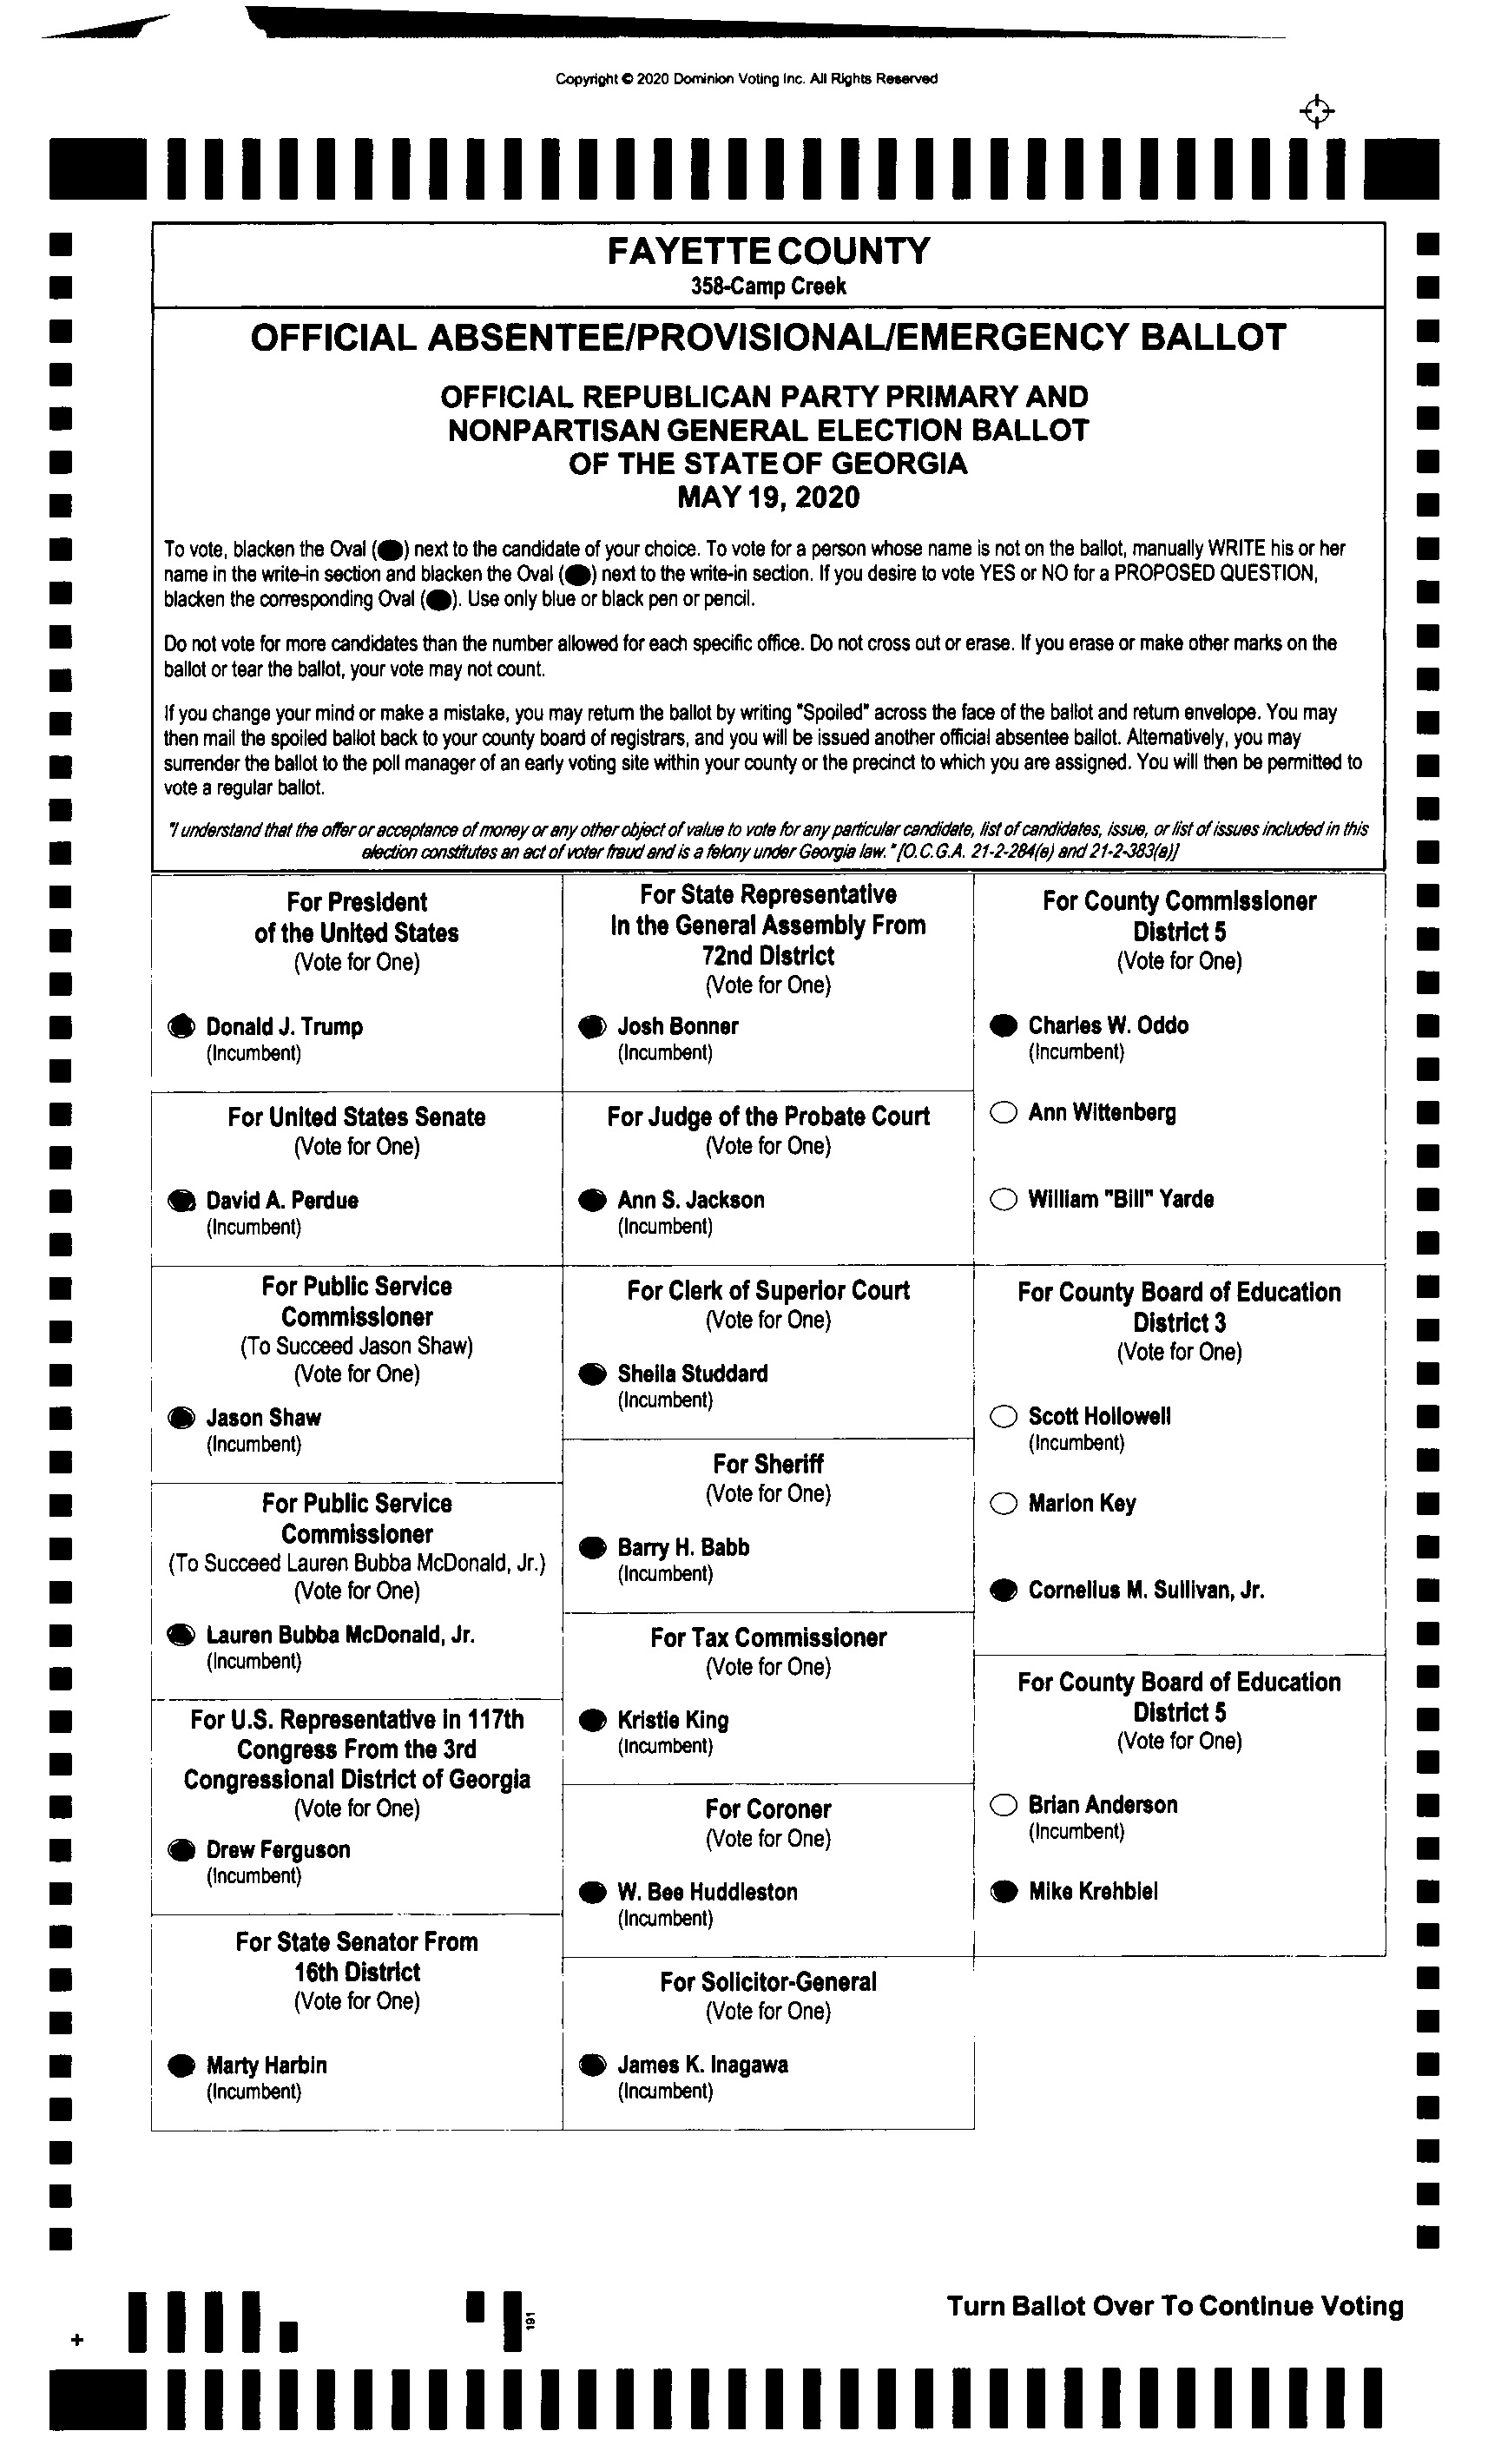 Copyright © 2020 Dominion Voting Inc. All Rights Reserved
FAYETTE COUNTY
358-Camp Creek
OFFICIAL ABSENTEE/PROVISIONAL/EMERGENCY BALLOT
OFFICIAL REPUBLICAN PARTY PRIMARY AND
NONPARTISAN GENERAL ELECTION BALLOT
OF THE STATE OF GEORGIA
MAY 19, 2020
To vote, blacken the Oval () next to the candidate of your choice. To vote for a person whose name is not on the ballot, manually WRITE his or her
name in the write-in section and blacken the Oval () next to the write-in section. If you desire to vote YES or NO for a PROPOSED QUESTION,
blacken the corresponding Oval (). Use only blue or black pen or pencil.
Do not vote for more candidates than the number allowed for each specific office. Do not cross out or erase. If you erase or make other marks on the
ballot or tear the ballot, your vote may not count.
If you change your mind or make a mistake, you may return the ballot by writing "Spoiled" across the face of the ballot and return envelope. You may
then mail the spoiled ballot back to your county board of registrars, and you will be issued another official absentee ballot. Alternatively, you may
surrender the ballot to the poll manager of an early voting site within your county or the precinct to which you are assigned. You will then be permitted to
vote a regular ballot.
"I understand that the offer or acceptance of money or any other object of value to vote for any particular candidate, list of candidates, issue, or list of issues included in this
election constitutes an act of voter fraud and is a felony under Georgia law." [O.C.G.A. 21-2-284(e) and 21-2-383(a)]
For President
of the United States
(Vote for One)
Donald J. Trump
(Incumbent)
For United States Senate
(Vote for One)
David A. Perdue
(Incumbent)
For Public Service
Commissioner
(To Succeed Jason Shaw)
(Vote for One)
Jason Shaw
(Incumbent)
For Public Service
Commissioner
(To Succeed Lauren Bubba McDonald, Jr.)
(Vote for One)
Lauren Bubba McDonald, Jr.
(Incumbent)
For U.S. Representative in 117th
Congress From the 3rd
Congressional District of Georgia
(Vote for One)
Drew Ferguson
(Incumbent)
For State Senator From
16th District
(Vote for One)
Marty Harbin
(Incumbent)
For State Representative
In the General Assembly From
72nd District
(Vote for One)
Josh Bonner
(Incumbent)
For Judge of the Probate Court
(Vote for One)
Ann S. Jackson
(Incumbent)
For Clerk of Superior Court
(Vote for One)
Sheila Studdard
(Incumbent)
For Sheriff
(Vote for One)
Barry H. Babb
(Incumbent)
For Tax Commissioner
(Vote for One)
Kristie King
(Incumbent)
For Coroner
(Vote for One)
W. Bee Huddleston
(Incumbent)
For Solicitor-General
(Vote for One)
James K. Inagawa
(Incumbent)
For County Commissioner
District 5
(Vote for One)
Charles W. Oddo
(Incumbent)
Ann Wittenberg
William "Bill" Yarde
For County Board of Education
District 3
(Vote for One)
Scott Hollowell
(Incumbent)
Marion Key
Cornelius M. Sullivan, Jr.
For County Board of Education
District 5
(Vote for One)
Brian Anderson
(Incumbent)
Mike Krehbiel
Turn Ballot Over To Continue Voting
+
191